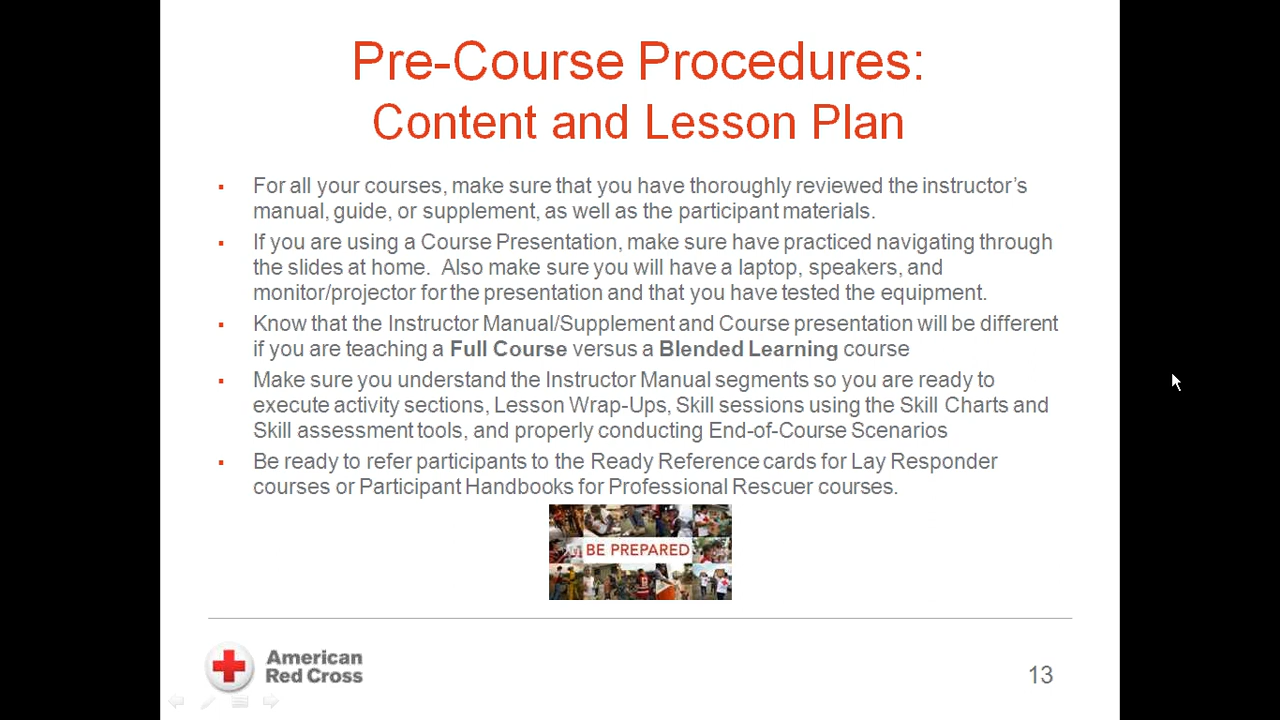 Pre-Course Procedures:
Content and Lesson Plan
▪ For all your courses, make sure that you have thoroughly reviewed the instructor's
manual, guide, or supplement, as well as the participant materials.
▪ If you are using a Course Presentation, make sure have practiced navigating through
the slides at home.  Also make sure you will have a laptop, speakers, and
monitor/projector for the presentation and that you have tested the equipment.
▪ Know that the Instructor Manual/Supplement and Course presentation will be different
if you are teaching a Full Course versus a Blended Learning course
▪ Make sure you understand the Instructor Manual segments so you are ready to
execute activity sections, Lesson Wrap-Ups, Skill sessions using the Skill Charts and
Skill assessment tools, and properly conducting End-of-Course Scenarios
▪ Be ready to refer participants to the Ready Reference cards for Lay Responder
courses or Participant Handbooks for Professional Rescuer courses.
BE PREPARED
American
Red Cross
13